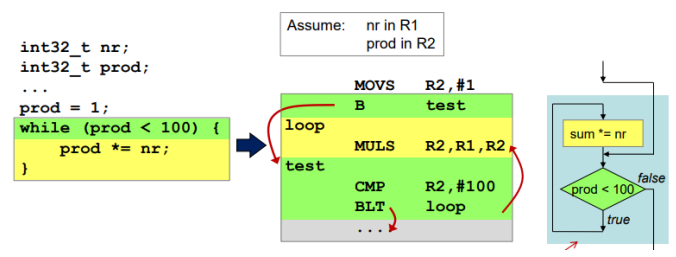 Assume: nr in R1
prod in R2
int32_t nr;
int32_t prod;
...
prod = 1;
while (prod < 100) {
prod *= nr;
}
MOVS R2,#1
B test
loop
MULS R2,R1,R2
test
CMP R2,#100
BLT loop
....
sum *= nr
prod < 100
false
true